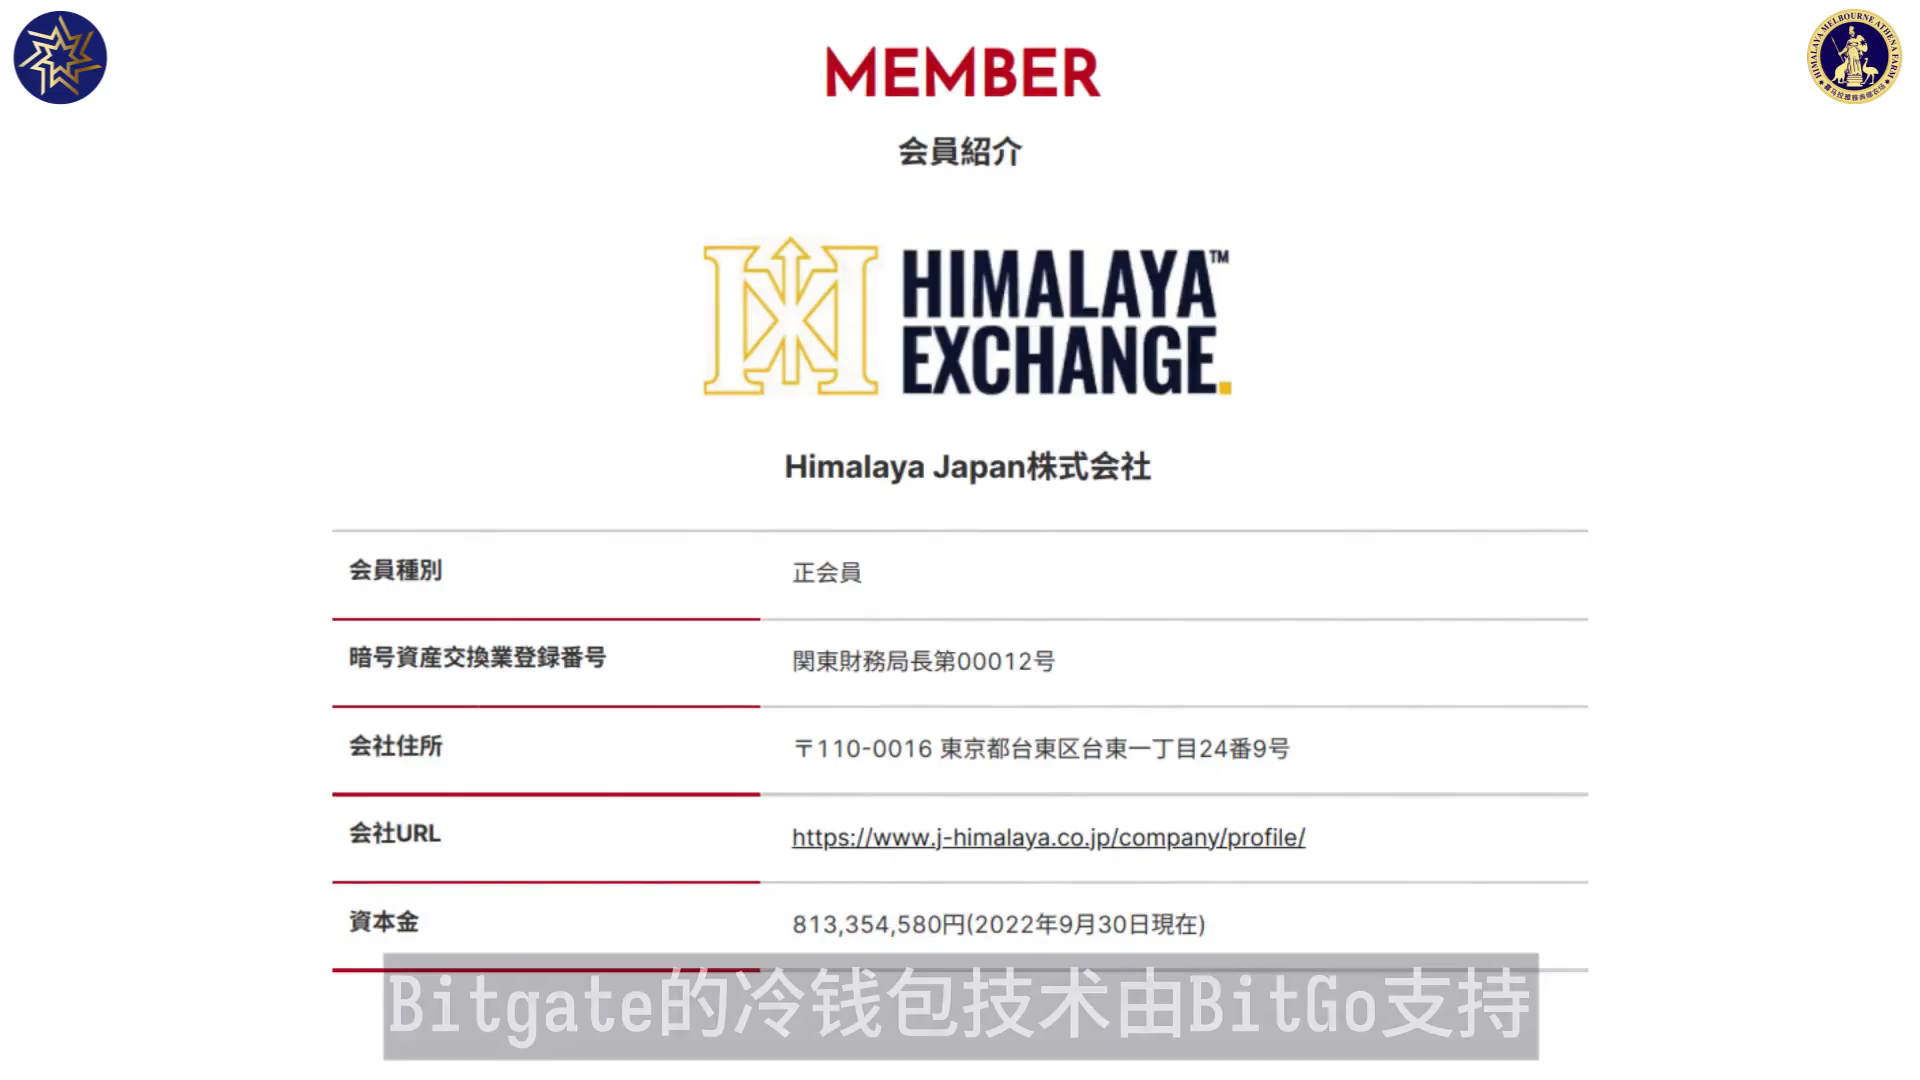 MEMBER
会員紹介
HIMALAYA™
EXCHANGE.
Himalaya Japan株式会社
会員種別 正会員
暗号資産交換業登録番号 関東財務局長第00012号
会社住所 〒110-0016 東京都台東区台東一丁目24番9号
会社URL https://www.j-himalaya.co.jp/company/profile/
資本金 813,354,580円(2022年9月30日現在)
Bitgate的冷钱包技术由BitGo支持
HIMALAYA MELBOURNE ATHENA FARM